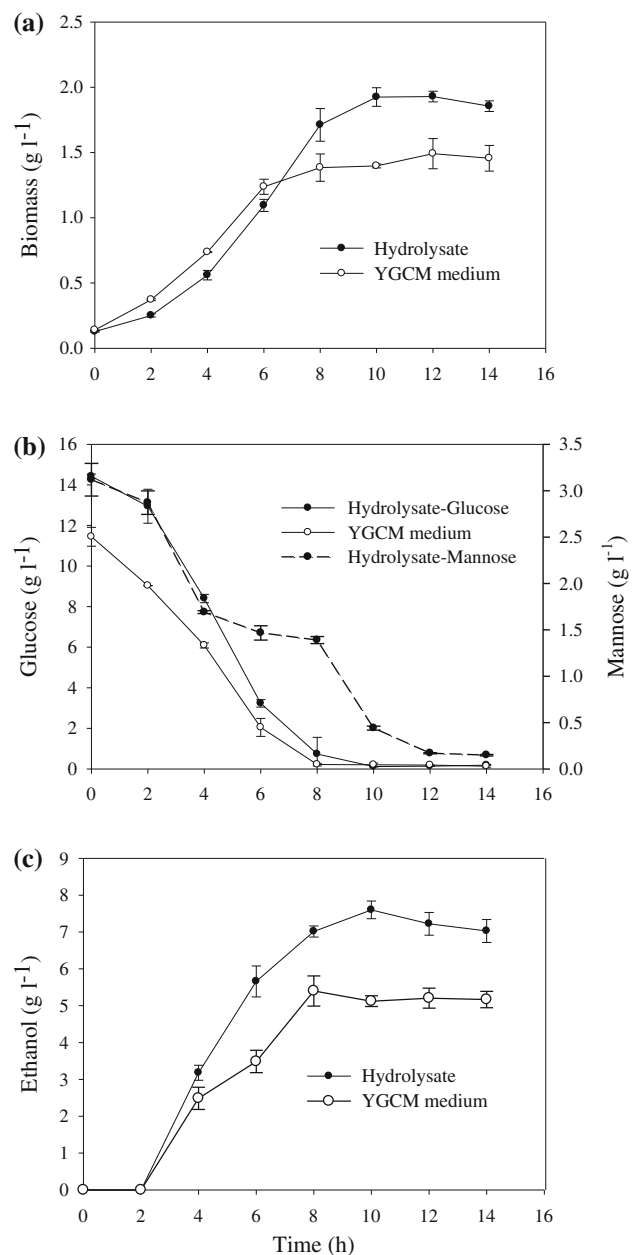 (a)
2.5
2.0
1.5
1.0
0.5
0.0
Biomass (g l-1)
Hydrolysate
YGCM medium
0 2 4 6 8 10 12 14 16
(b)
16
14
12
10
8
6
4
2
0
Glucose (g l-1)
3.5
3.0
2.5
2.0
1.5
1.0
0.5
0.0
Mannose (g l-1)
Hydrolysate-Glucose
YGCM medium
Hydrolysate-Mannose
0 2 4 6 8 10 12 14 16
(c)
9
8
7
6
5
4
3
2
1
0
Ethanol (g l-1)
Hydrolysate
YGCM medium
0 2 4 6 8 10 12 14 16
Time (h)